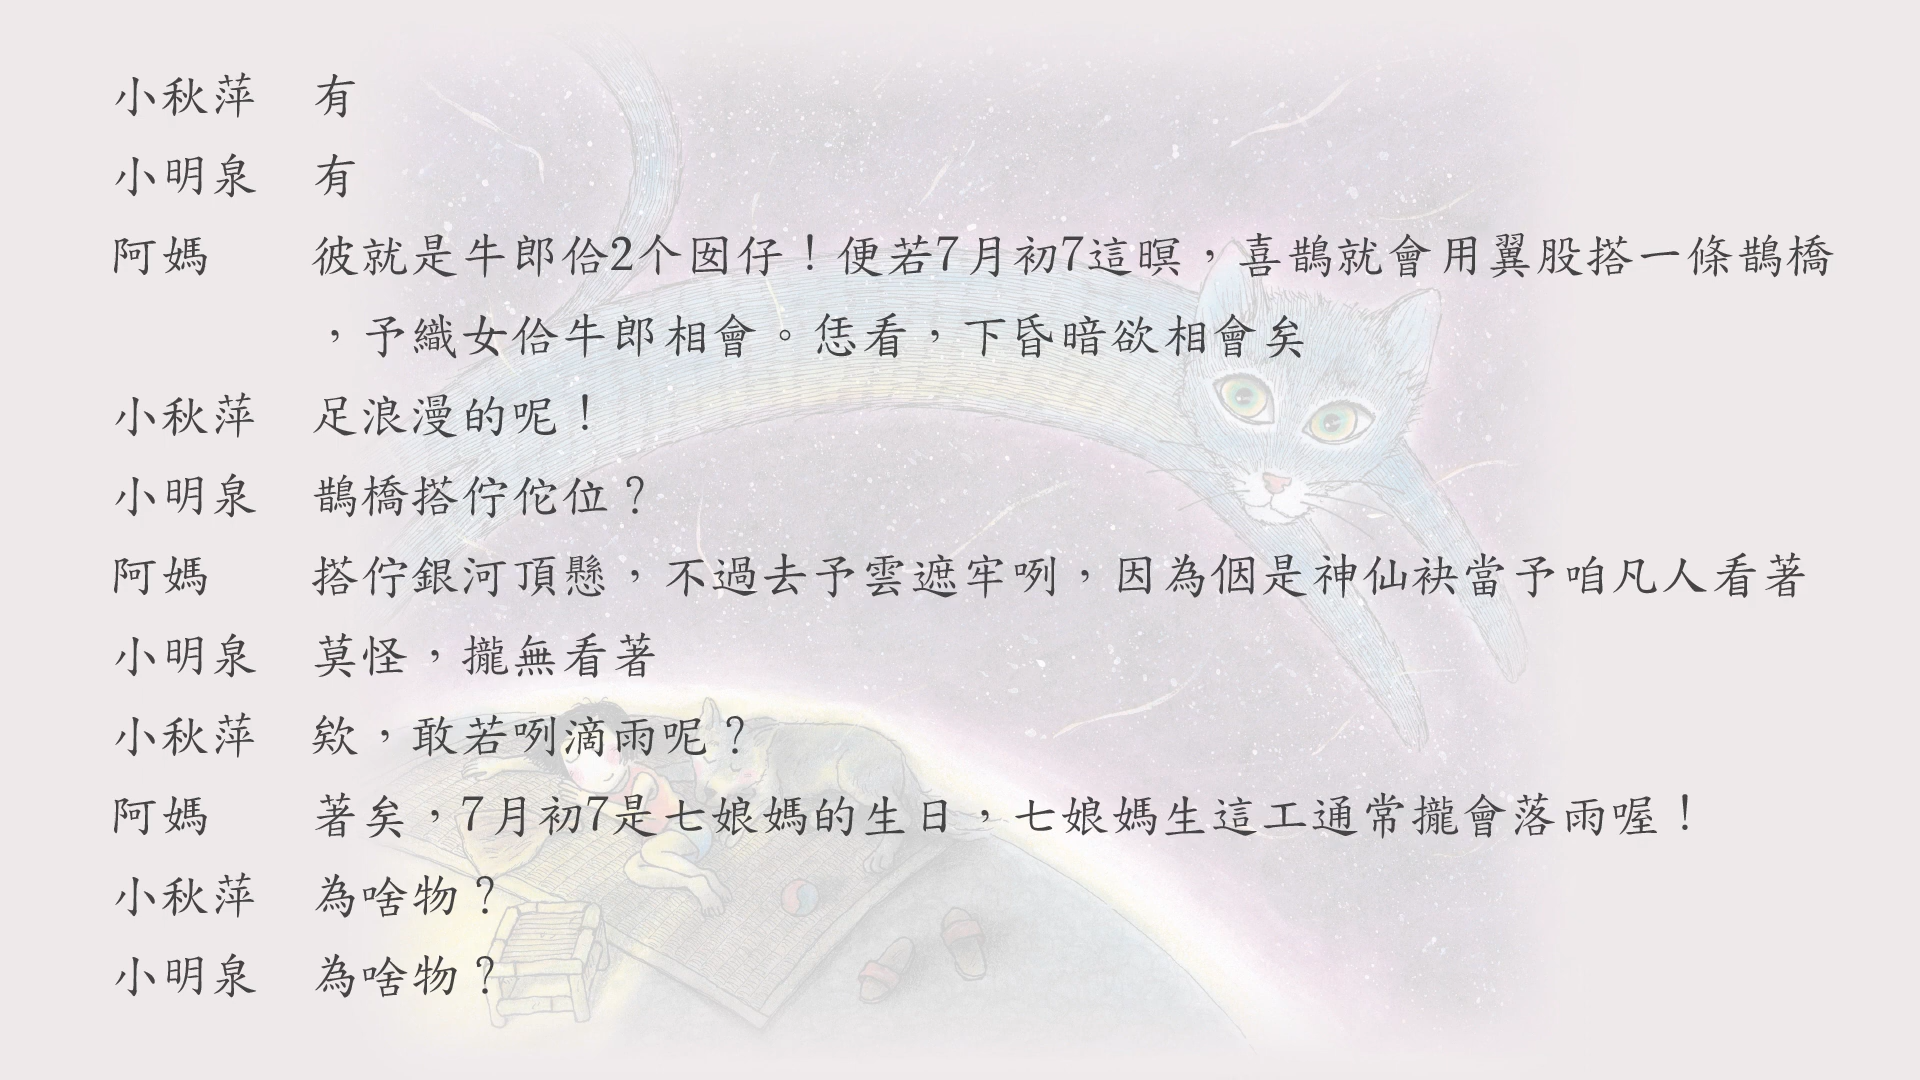 小秋萍 有
小明泉 有
阿媽 彼就是牛郎佮2个囡仔！便若7月初7這暝，喜鵲就會用翼股搭一條鵲橋
，予織女佮牛郎相會。恁看，下昏暗欲相會矣
小秋萍 足浪漫的呢！
小明泉 鵲橋搭佇佗位？
阿媽 搭佇銀河頂懸，不過去予雲遮牢咧，因為𪜶是神仙袂當予咱凡人看著
小明泉 莫怪，攏無看著
小秋萍 欸，敢若咧滴雨呢？
阿媽 著矣，7月初7是七娘媽的生日，七娘媽生這工通常攏會落雨喔！
小秋萍 為啥物？
小明泉 為啥物？